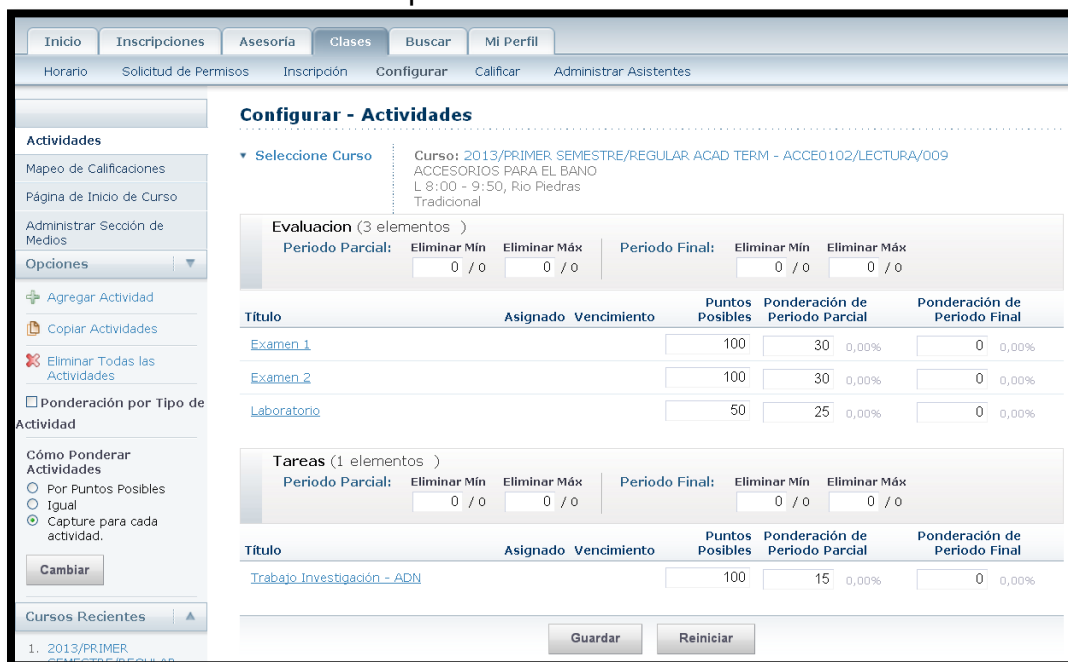 Inicio Inscripciones Asesoría Clases Buscar Mi Perfil
Horario Solicitud de Permisos Inscripción Configurar Calificar Administrar Asistentes
Actividades
Mapeo de Calificaciones
Página de Inicio de Curso
Administrar Sección de
Medios
Opciones
Agregar Actividad
Copiar Actividades
Eliminar Todas las
Actividades
Ponderación por Tipo de
Actividad
Cómo Ponderar
Actividades
Por Puntos Posibles
Igual
Capture para cada
actividad.
Cambiar
Cursos Recientes
1. 2013/PRIMER
SEMESTRE/REGULAR
Configurar - Actividades
Seleccione Curso
Curso: 2013/PRIMER SEMESTRE/REGULAR ACAD TERM - ACCE0102/LECTURA/009
ACCESORIOS PARA EL BANO
L 8:00 - 9:50, Rio Piedras
Tradicional
Evaluacion (3 elementos )
Periodo Parcial: Eliminar Mín Eliminar Máx Periodo Final: Eliminar Mín Eliminar Máx
0 / 0 0 / 0 0 / 0 0 / 0
Puntos Ponderación de Ponderación de
Título Asignado Vencimiento Posibles Periodo Parcial Periodo Final
Examen 1 100 30 0,00% 0 0,00%
Examen 2 100 30 0,00% 0 0,00%
Laboratorio 50 25 0,00% 0 0,00%
Tareas (1 elementos )
Periodo Parcial: Eliminar Mín Eliminar Máx Periodo Final: Eliminar Mín Eliminar Máx
0 / 0 0 / 0 0 / 0 0 / 0
Puntos Ponderación de Ponderación de
Título Asignado Vencimiento Posibles Periodo Parcial Periodo Final
Trabajo Investigación - ADN 100 15 0,00% 0 0,00%
Guardar Reiniciar